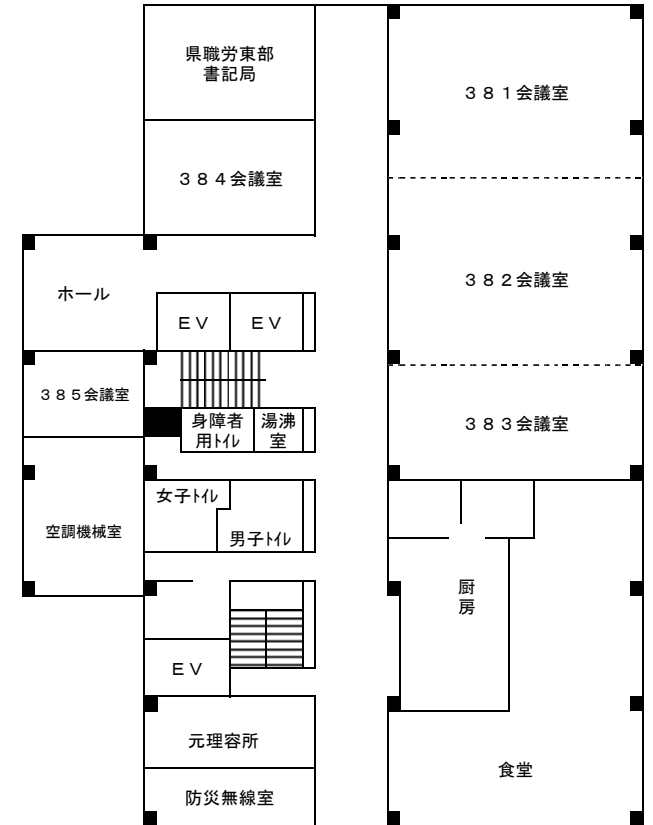 県職労東部
書記局
３８１会議室
３８４会議室
ホール
３８２会議室
ＥＶ
ＥＶ
３８５会議室
身障者
用ﾄｲﾚ
湯沸
室
３８３会議室
女子ﾄｲﾚ
空調機械室
男子ﾄｲﾚ
厨
房
ＥＶ
元理容所
食堂
防災無線室